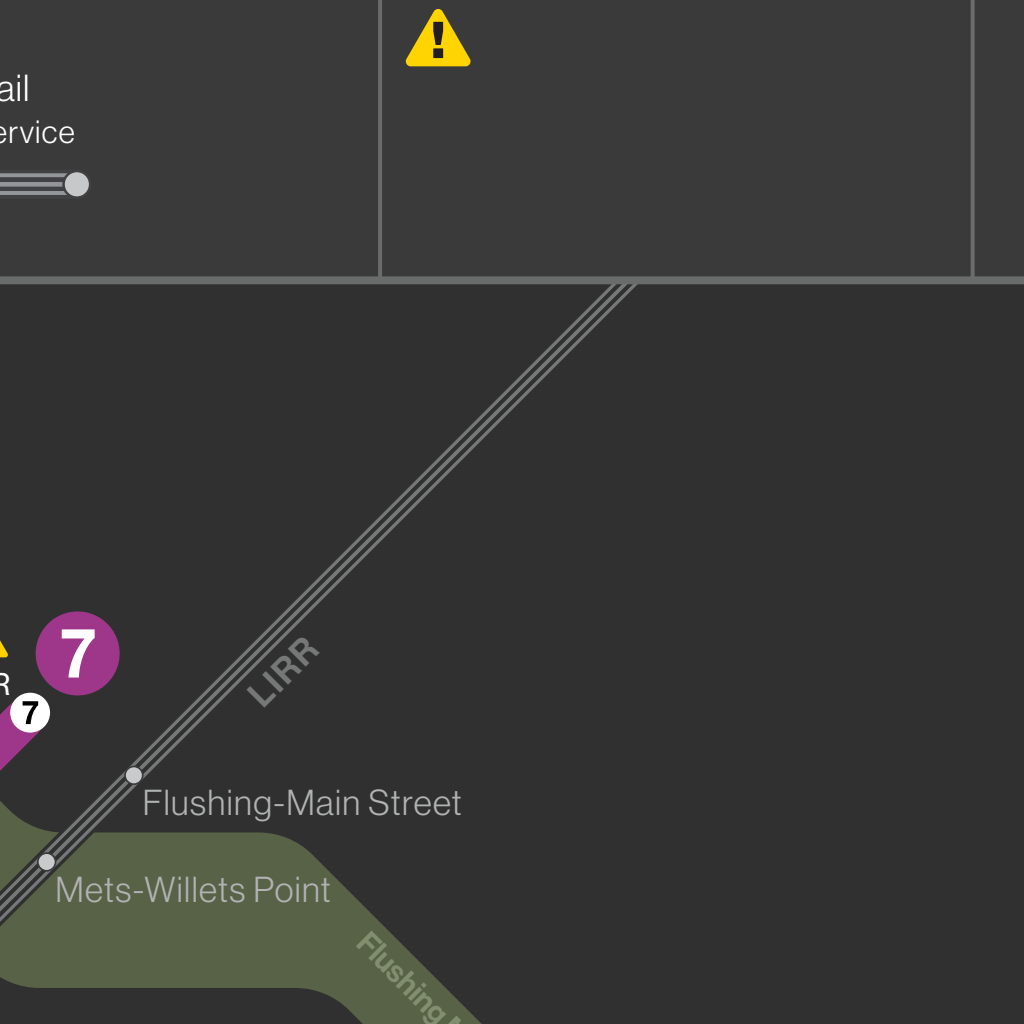 ail
ervice
LIRR
7
R
7
Flushing-Main Street
Mets-Willets Point
Flushing